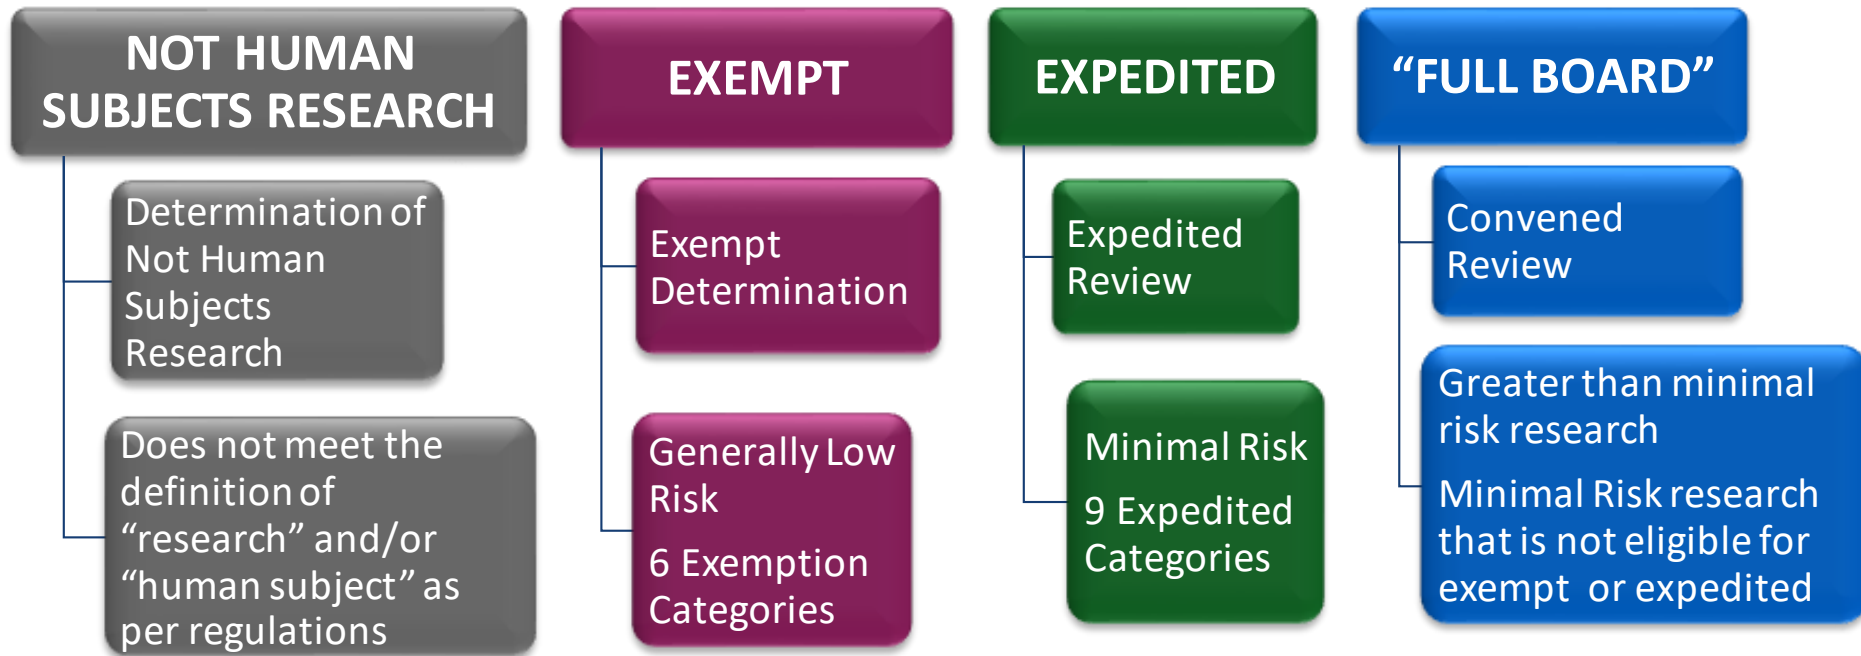 NOT HUMAN
SUBJECTS RESEARCH
Determination of
Not Human
Subjects
Research
Does not meet the
definition of
“research” and/or
“human subject” as
per regulations
EXEMPT
Exempt
Determination
Generally Low
Risk
6 Exemption
Categories
EXPEDITED
Expedited
Review
Minimal Risk
9 Expedited
Categories
“FULL BOARD”
Convened
Review
Greater than minimal
risk research
Minimal Risk research
that is not eligible for
exempt or expedited